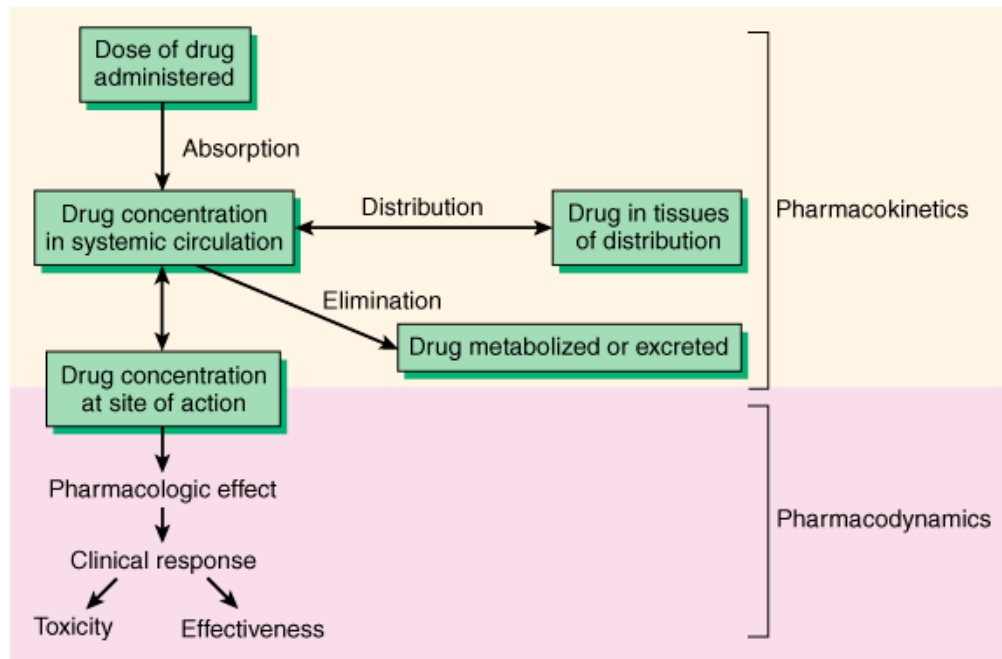 Dose of drug
administered
Absorption
Drug concentration
in systemic circulation
Distribution
Drug in tissues
of distribution
Pharmacokinetics
Elimination
Drug metabolized or excreted
Drug concentration
at site of action
Pharmacologic effect
Pharmacodynamics
Clinical response
Toxicity
Effectiveness